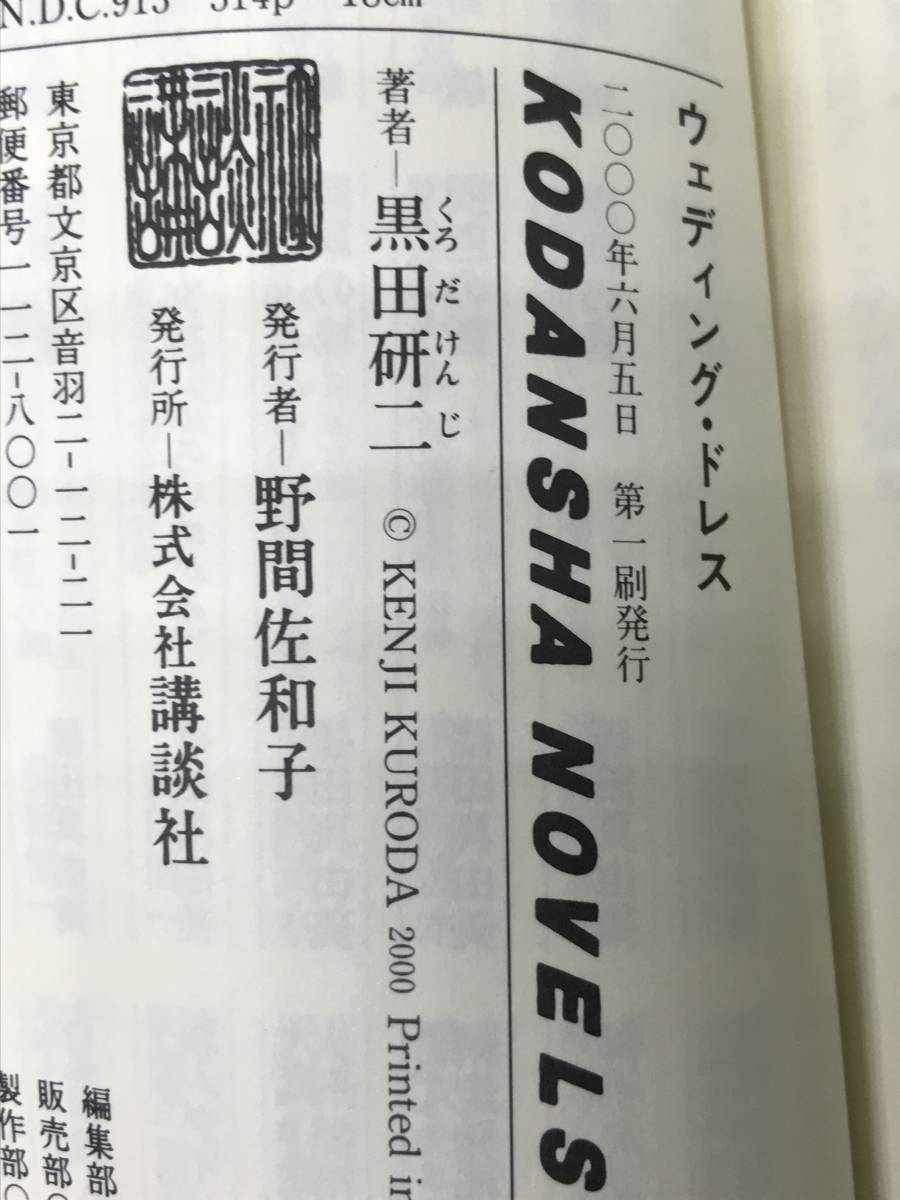 N.D.C.913 314p 18cm
ウェディング・ドレス
二〇〇〇年六月五日 第一刷発行
KODANSHA NOVELS
くろ だ けん じ
著者―黒田研二 © KENJI KURODA 2000 Printed in
発行者―野間佐和子
発行所―株式会社講談社
東京都文京区音羽二-一二-二一
郵便番号一一二-八〇〇一
編集部
販売部〇
製作部〇